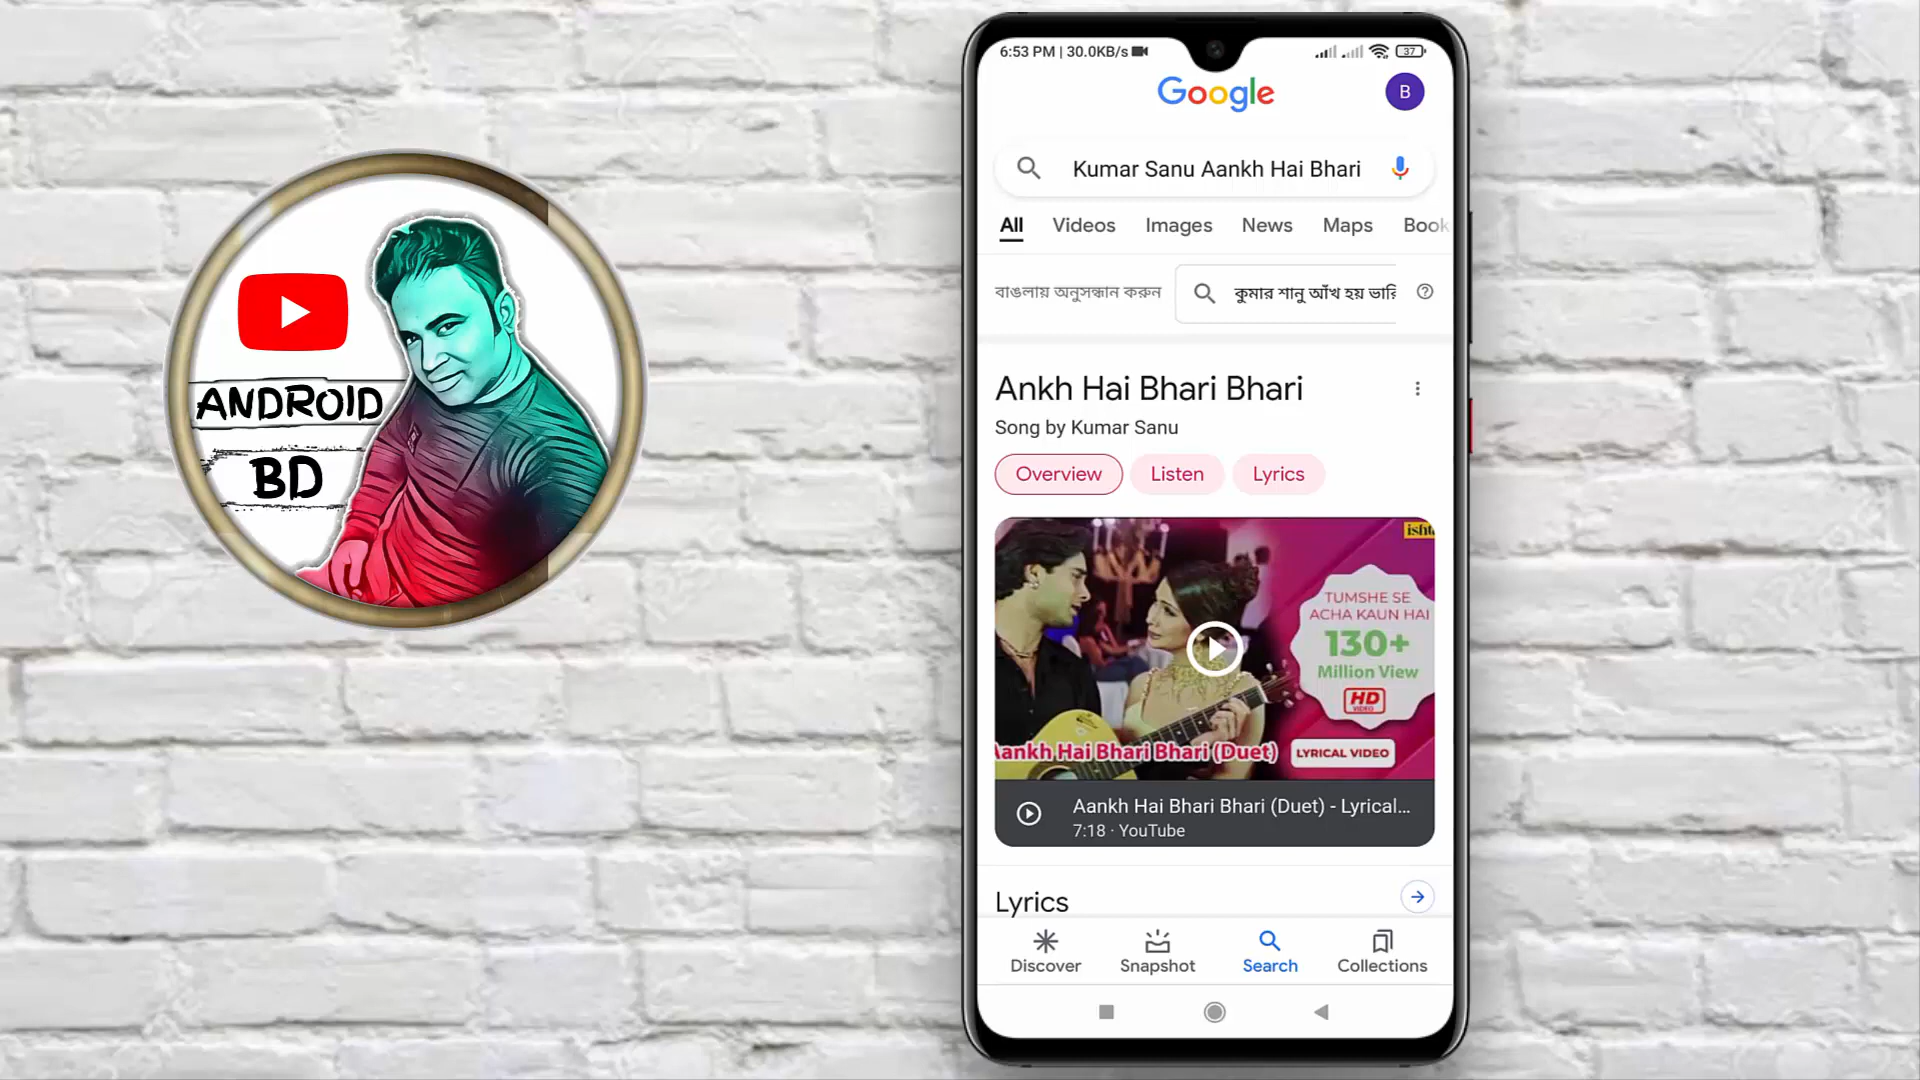 ANDROID
BD
6:53 PM | 30.0KB/s
37
Google
B
Kumar Sanu Aankh Hai Bhari
All Videos Images News Maps Book
বাঙলায় অনুসন্ধান করুন
কুমার শানু আঁখ হয় ভারি
Ankh Hai Bhari Bhari
Song by Kumar Sanu
Overview Listen Lyrics
TUMSHE SE
ACHA KAUN HAI
130+
Million View
HD
VIDEO
Aankh Hai Bhari Bhari (Duet)
LYRICAL VIDEO
Aankh Hai Bhari Bhari (Duet) - Lyrical...
7:18 · YouTube
Lyrics
Discover Snapshot Search Collections